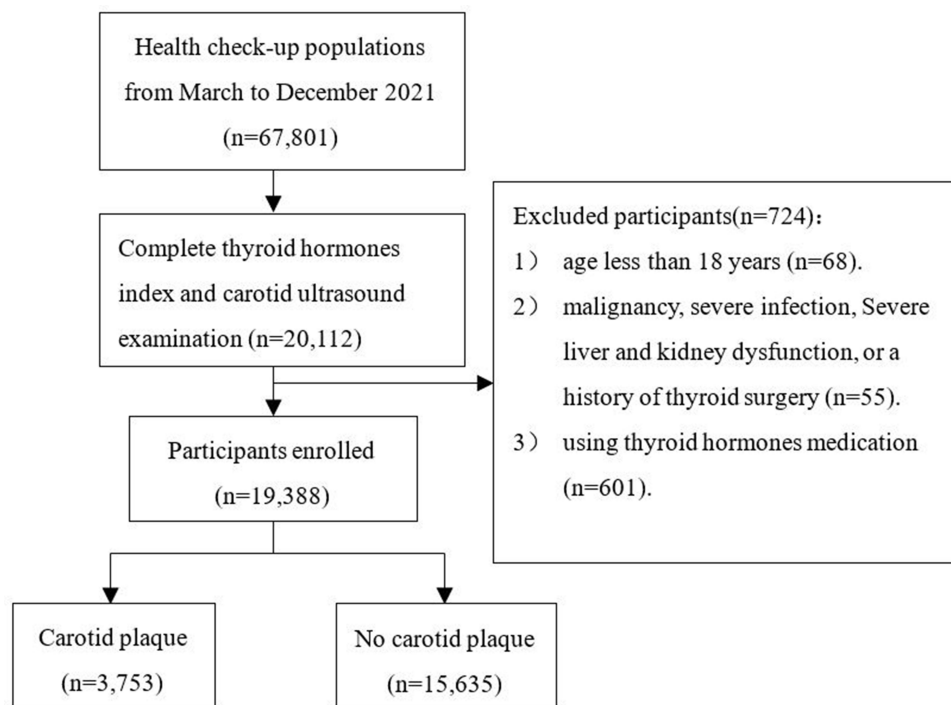 Health check-up populations
from March to December 2021
(n=67,801)
Complete thyroid hormones
index and carotid ultrasound
examination (n=20,112)
Excluded participants(n=724)：
1） age less than 18 years (n=68).
2） malignancy, severe infection, Severe
liver and kidney dysfunction, or a
history of thyroid surgery (n=55).
3） using thyroid hormones medication
(n=601).
Participants enrolled
(n=19,388)
Carotid plaque
(n=3,753)
No carotid plaque
(n=15,635)